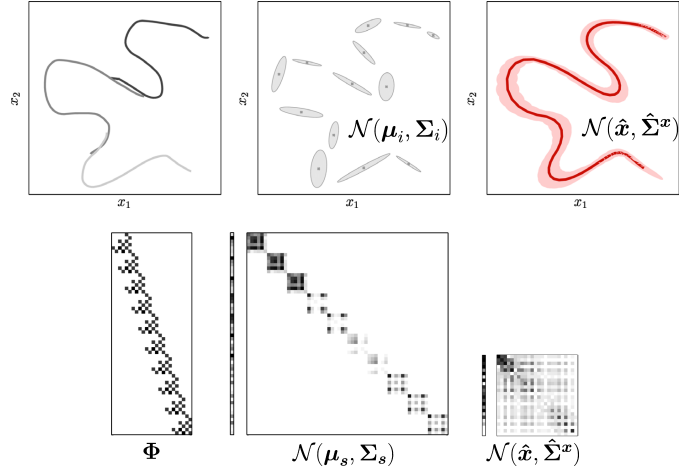 x₂
x₁
x₂
𝒩(μᵢ, Σᵢ)
x₁
x₂
𝒩(x̂, Σ̂ˣ)
x₁
Φ
𝒩(μₛ, Σₛ)
𝒩(x̂, Σ̂ˣ)